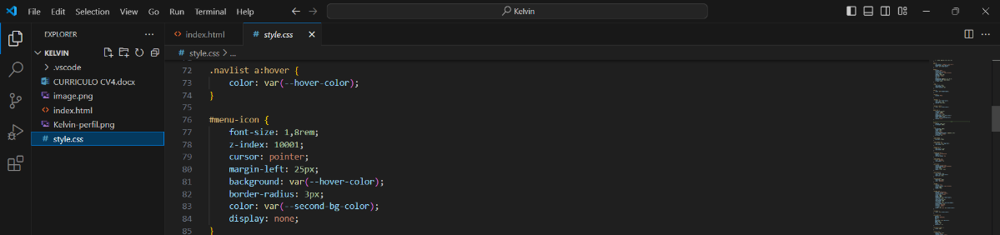 File Edit Selection View Go Run Terminal Help
Kelvin
EXPLORER
KELVIN
.vscode
CURRICULO CV4.docx
image.png
index.html
Kelvin-perfil.png
style.css
index.html
style.css
style.css > ...
72 .navlist a:hover {
73 color: var(--hover-color);
74 }
75
76 #menu-icon {
77 font-size: 1,8rem;
78 z-index: 10001;
79 cursor: pointer;
80 margin-left: 25px;
81 background: var(--hover-color);
82 border-radius: 3px;
83 color: var(--second-bg-color);
84 display: none;
85 }